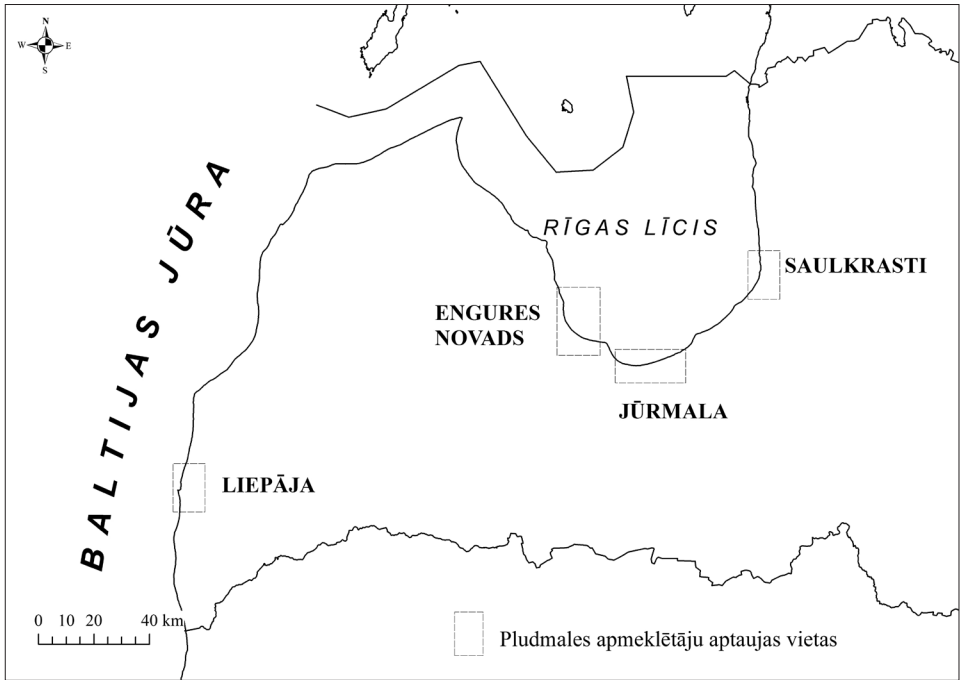 N
W E
S
BALTIJAS JŪRA
RĪGAS LĪCIS
SAULKRASTI
ENGURES
NOVADS
JŪRMALA
LIEPĀJA
0 10 20 40 km
Pludmales apmeklētāju aptaujas vietas